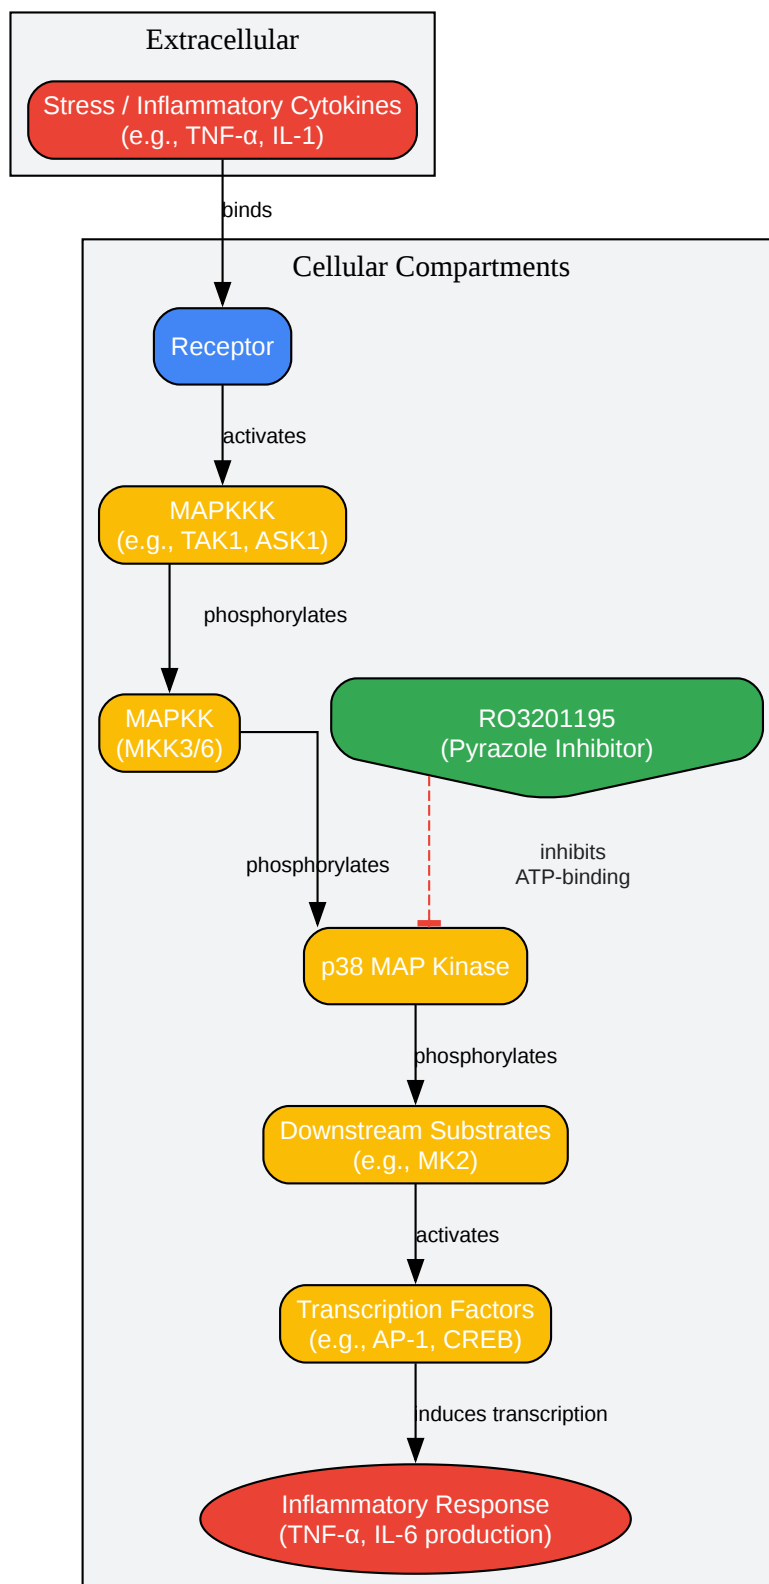 Extracellular
Stress / Inflammatory Cytokines
(e.g., TNF-α, IL-1)
binds
Cellular Compartments
Receptor
activates
MAPKKK
(e.g., TAK1, ASK1)
phosphorylates
MAPKK
(MKK3/6)
RO3201195
(Pyrazole Inhibitor)
phosphorylates
inhibits
ATP-binding
p38 MAP Kinase
phosphorylates
Downstream Substrates
(e.g., MK2)
activates
Transcription Factors
(e.g., AP-1, CREB)
induces transcription
Inflammatory Response
(TNF-α, IL-6 production)